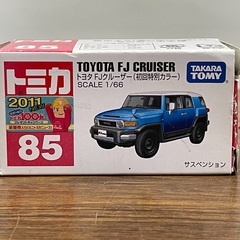 トミカ
2011
85
TOYOTA FJ CRUISER
トヨタ FJクルーザー(初回特別カラー)
SCALE 1/66
TAKARA
TOMY
サスペンション
85